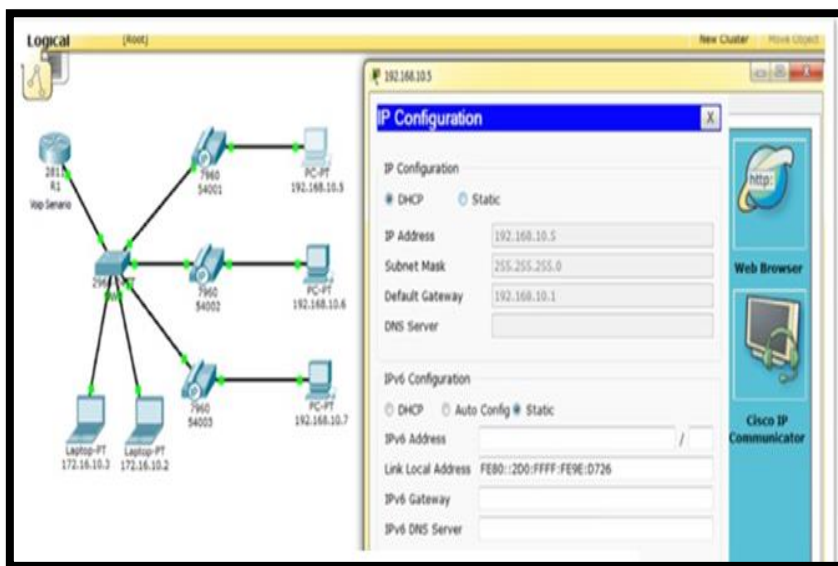 Logical
(Root)
New Cluster
Move Object
R1
Voip Senario
7960
54001
PC-PT
192.168.10.5
7960
54002
PC-PT
192.168.10.6
7960
54003
PC-PT
192.168.10.7
Laptop-PT
172.16.10.3
Laptop-PT
172.16.10.2
192.168.10.5
IP Configuration
X
IP Configuration
DHCP
Static
IP Address
192.168.10.5
Subnet Mask
255.255.255.0
Default Gateway
192.168.10.1
DNS Server
IPv6 Configuration
DHCP
Auto Config
Static
IPv6 Address
/
Link Local Address
FE80::2D0:FFFF:FE9E:D726
IPv6 Gateway
IPv6 DNS Server
http:
Web Browser
Cisco IP
Communicator